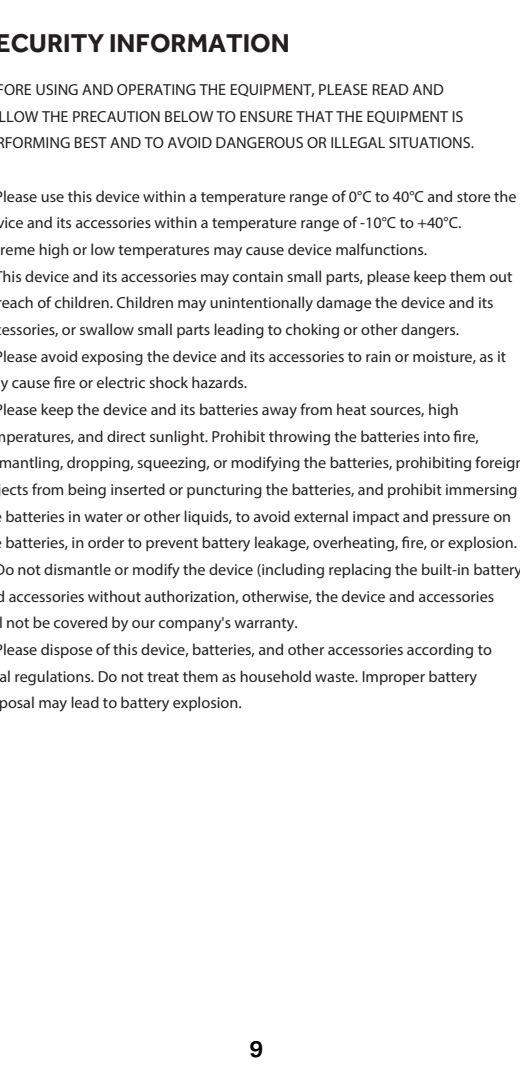 ECURITY INFORMATION
FORE USING AND OPERATING THE EQUIPMENT, PLEASE READ AND
LLOW THE PRECAUTION BELOW TO ENSURE THAT THE EQUIPMENT IS
RFORMING BEST AND TO AVOID DANGEROUS OR ILLEGAL SITUATIONS.
Please use this device within a temperature range of 0°C to 40°C and store the
vice and its accessories within a temperature range of -10°C to +40°C.
reme high or low temperatures may cause device malfunctions.
This device and its accessories may contain small parts, please keep them out
reach of children. Children may unintentionally damage the device and its
essories, or swallow small parts leading to choking or other dangers.
Please avoid exposing the device and its accessories to rain or moisture, as it
y cause fire or electric shock hazards.
Please keep the device and its batteries away from heat sources, high
mperatures, and direct sunlight. Prohibit throwing the batteries into fire,
mantling, dropping, squeezing, or modifying the batteries, prohibiting foreign
jects from being inserted or puncturing the batteries, and prohibit immersing
e batteries in water or other liquids, to avoid external impact and pressure on
e batteries, in order to prevent battery leakage, overheating, fire, or explosion.
Do not dismantle or modify the device (including replacing the built-in battery
d accessories without authorization, otherwise, the device and accessories
l not be covered by our company's warranty.
Please dispose of this device, batteries, and other accessories according to
al regulations. Do not treat them as household waste. Improper battery
posal may lead to battery explosion.
9